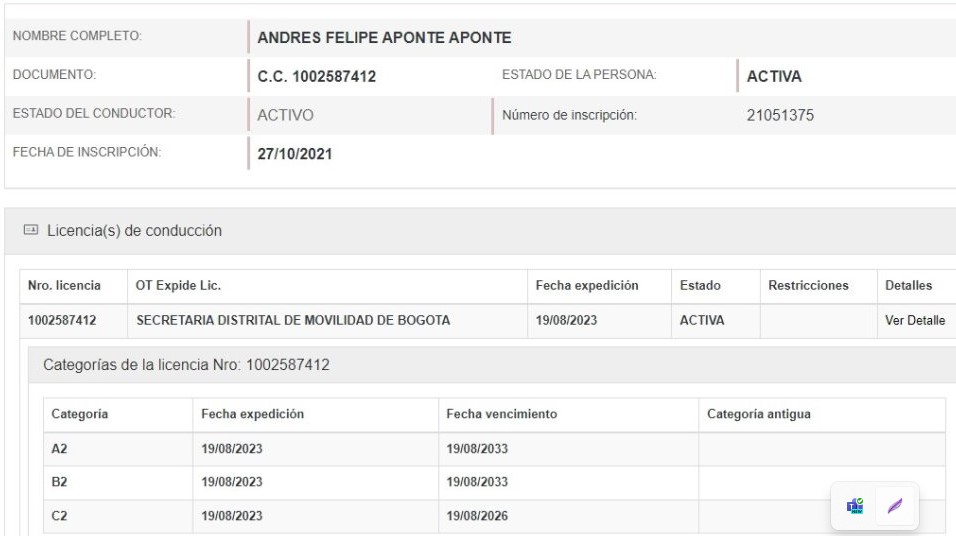 NOMBRE COMPLETO: ANDRES FELIPE APONTE APONTE
DOCUMENTO: C.C. 1002587412 ESTADO DE LA PERSONA: ACTIVA
ESTADO DEL CONDUCTOR: ACTIVO Número de inscripción: 21051375
FECHA DE INSCRIPCIÓN: 27/10/2021
Licencia(s) de conducción
Nro. licencia OT Expide Lic. Fecha expedición Estado Restricciones Detalles
1002587412 SECRETARIA DISTRITAL DE MOVILIDAD DE BOGOTA 19/08/2023 ACTIVA Ver Detalle
Categorías de la licencia Nro: 1002587412
Categoría Fecha expedición Fecha vencimiento Categoría antigua
A2 19/08/2023 19/08/2033
B2 19/08/2023 19/08/2033
C2 19/08/2023 19/08/2026